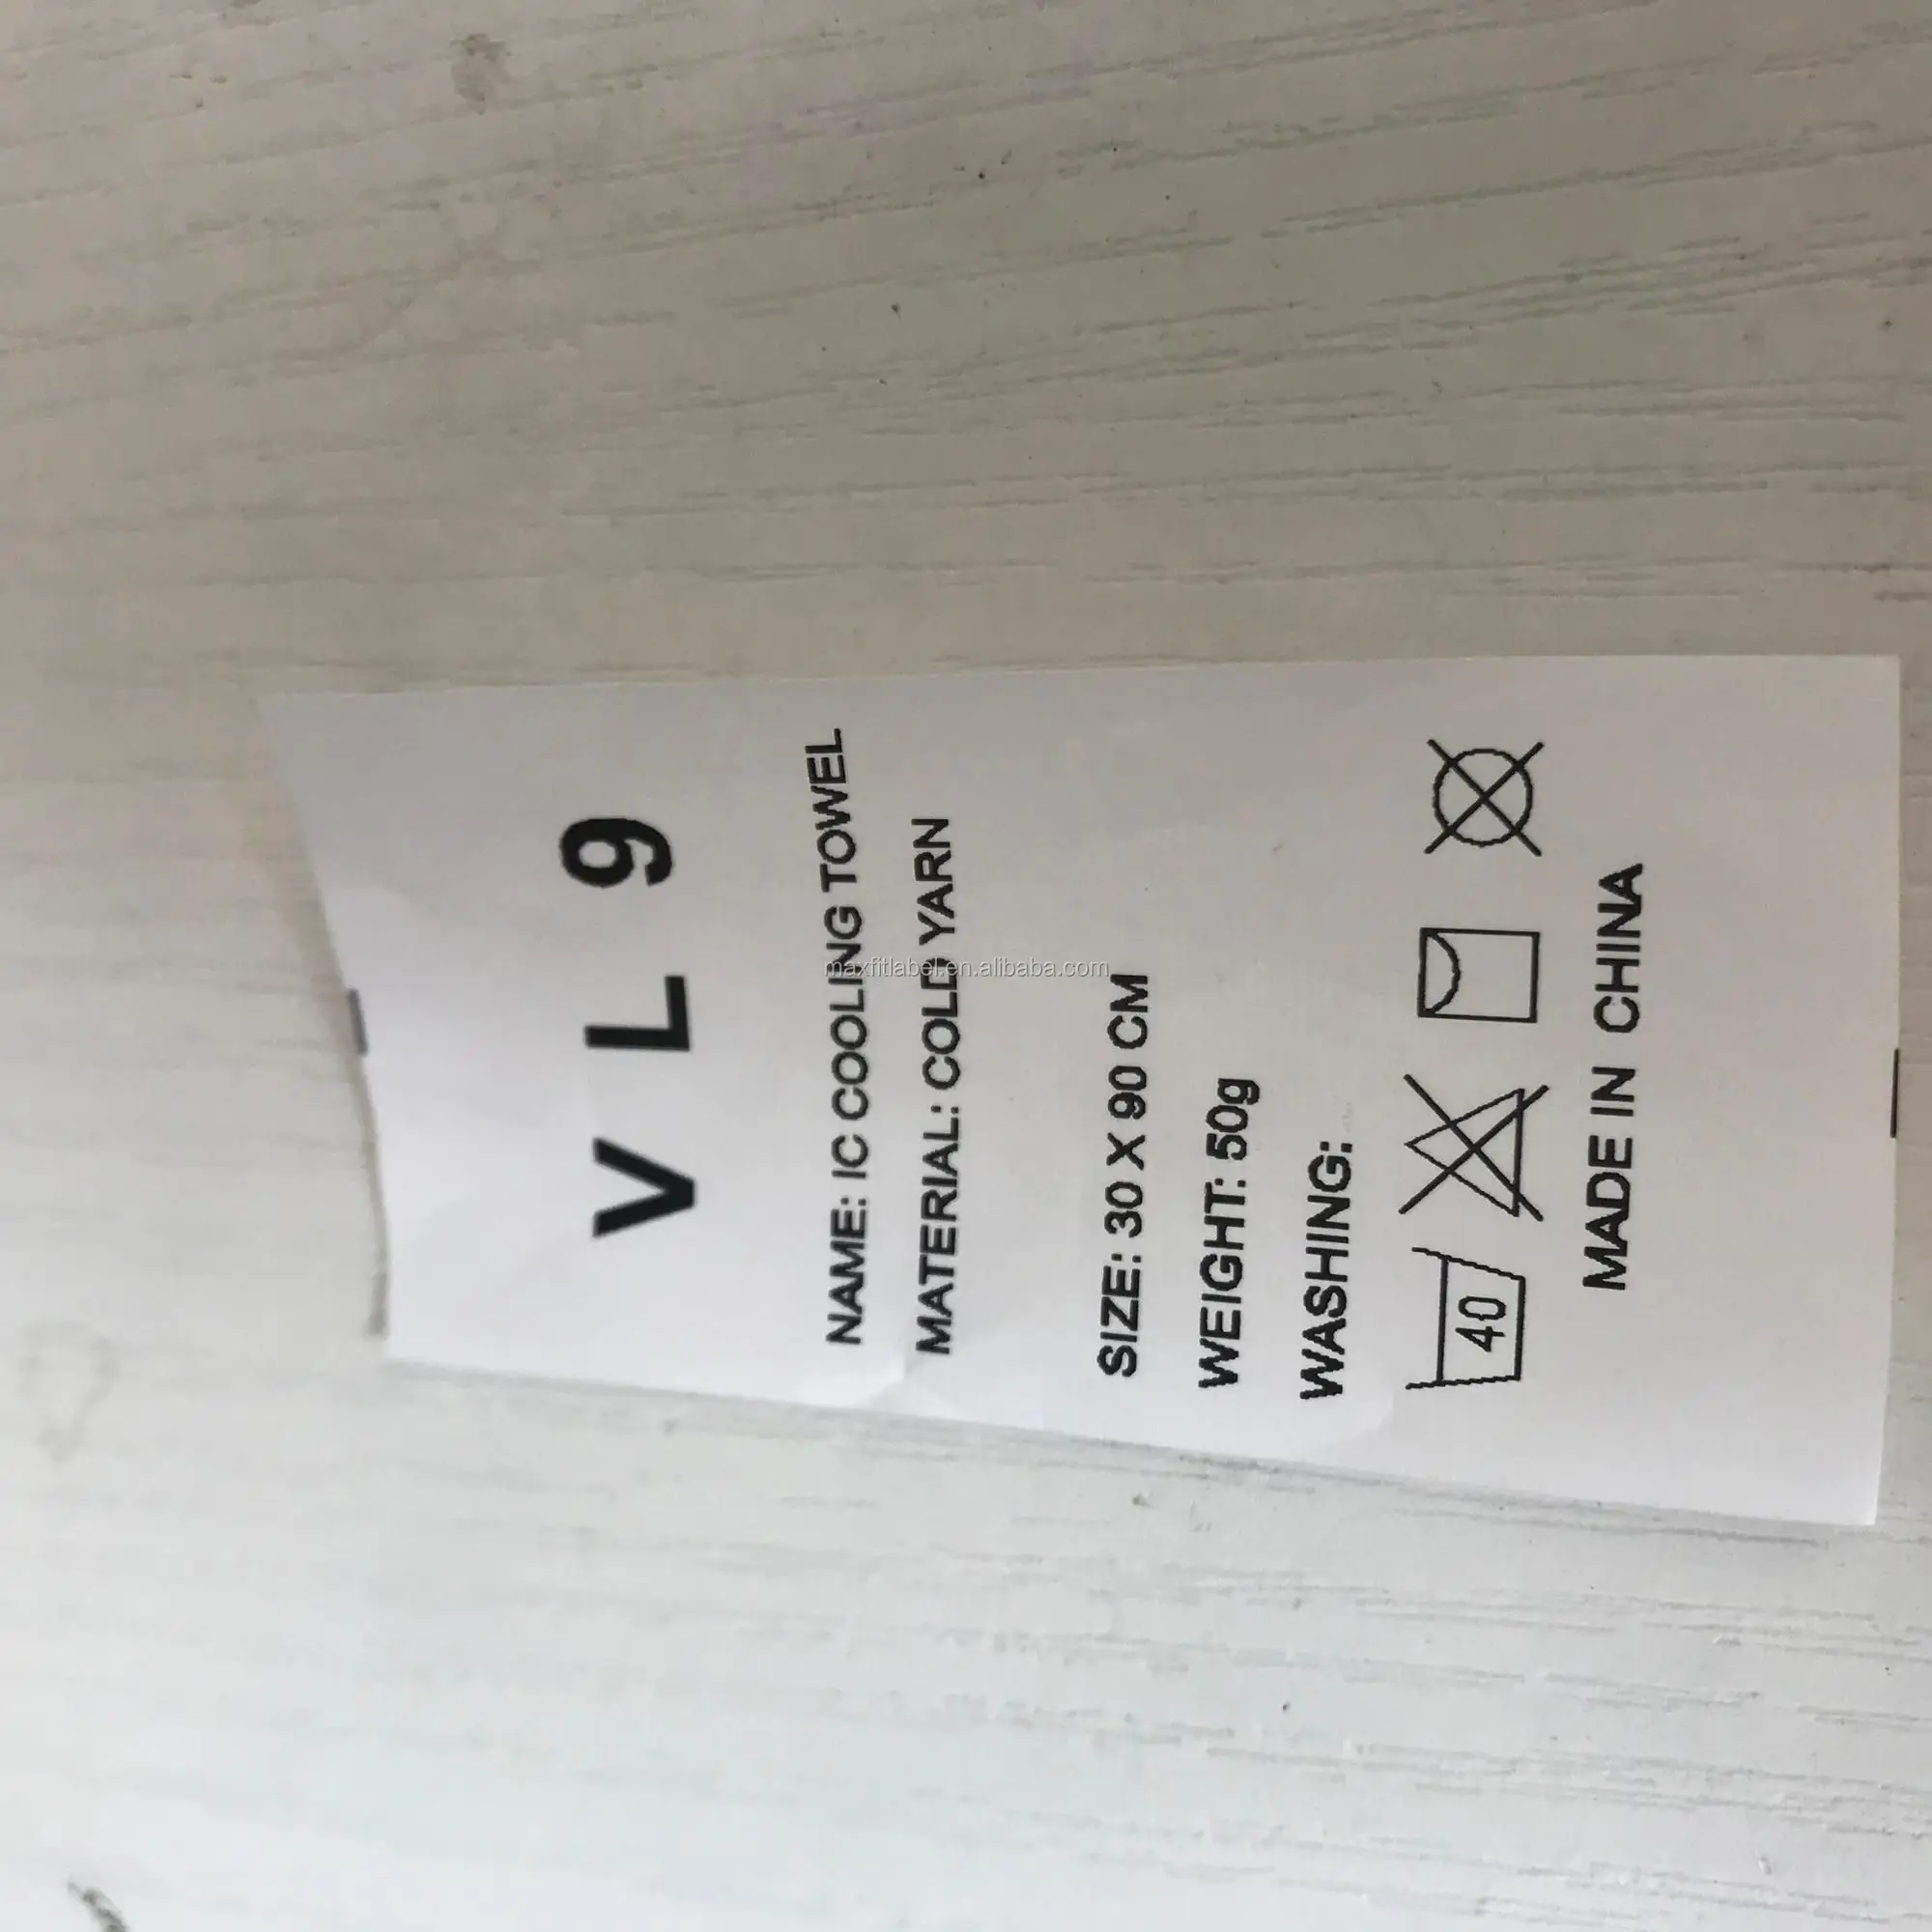 V L 9
NAME: IC COOLING TOWEL
MATERIAL: COLD YARN
SIZE: 30 X 90 CM
WEIGHT: 50g
WASHING:
40
MADE IN CHINA
maxfitlabel.en.alibaba.com